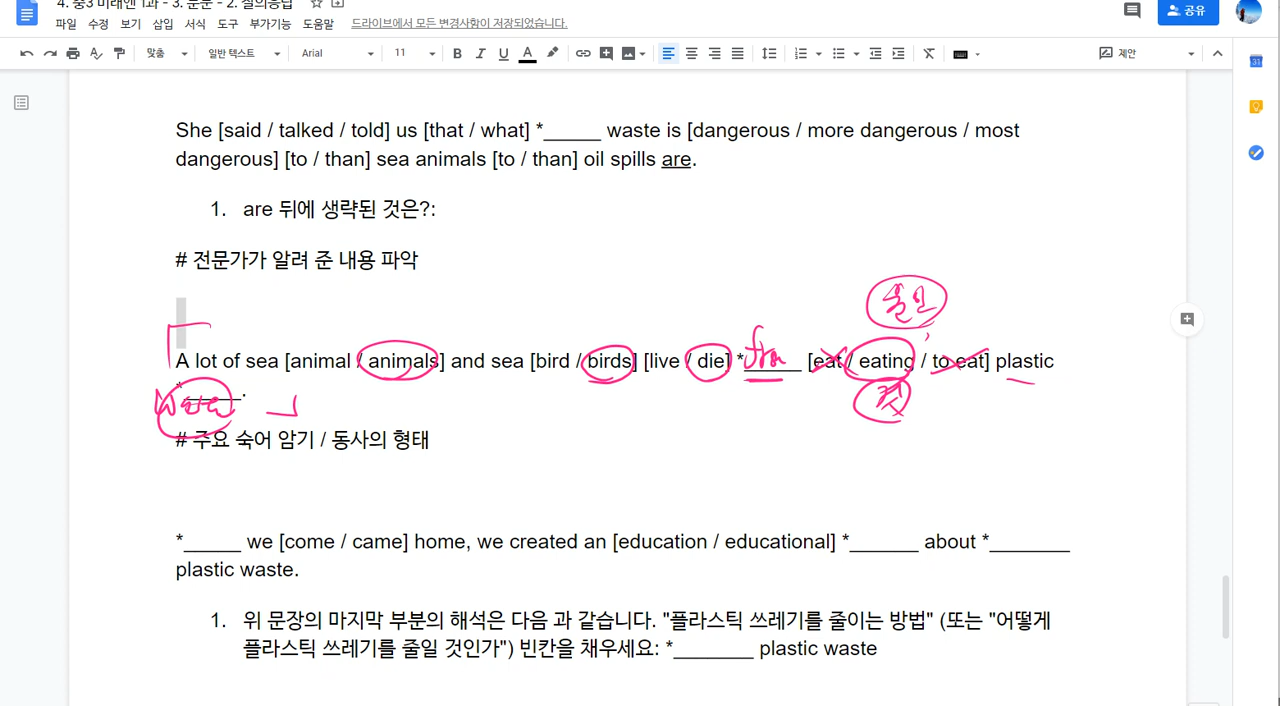 4. 중3 미래엔 1과 - 3. 본문 - 2. 질의응답
파일 수정 보기 삽입 서식 도구 부가기능 도움말 드라이브에서 모든 변경사항이 저장되었습니다.
공유
맞춤 일반 텍스트 Arial 11 B I U A 제안
31
She [said / talked / told] us [that / what] *_____ waste is [dangerous / more dangerous / most
dangerous] [to / than] sea animals [to / than] oil spills are.
1. are 뒤에 생략된 것은?:
# 전문가가 알려 준 내용 파악
원인
A lot of sea [animal / animals] and sea [bird / birds] [live / die] *_____ from [eat / eating / to eat] plastic
*_____.
것
# 주요 숙어 암기 / 동사의 형태
*_____ we [come / came] home, we created an [education / educational] *______ about *_______
plastic waste.
1. 위 문장의 마지막 부분의 해석은 다음 과 같습니다. "플라스틱 쓰레기를 줄이는 방법" (또는 "어떻게
플라스틱 쓰레기를 줄일 것인가") 빈칸을 채우세요: *_______ plastic waste